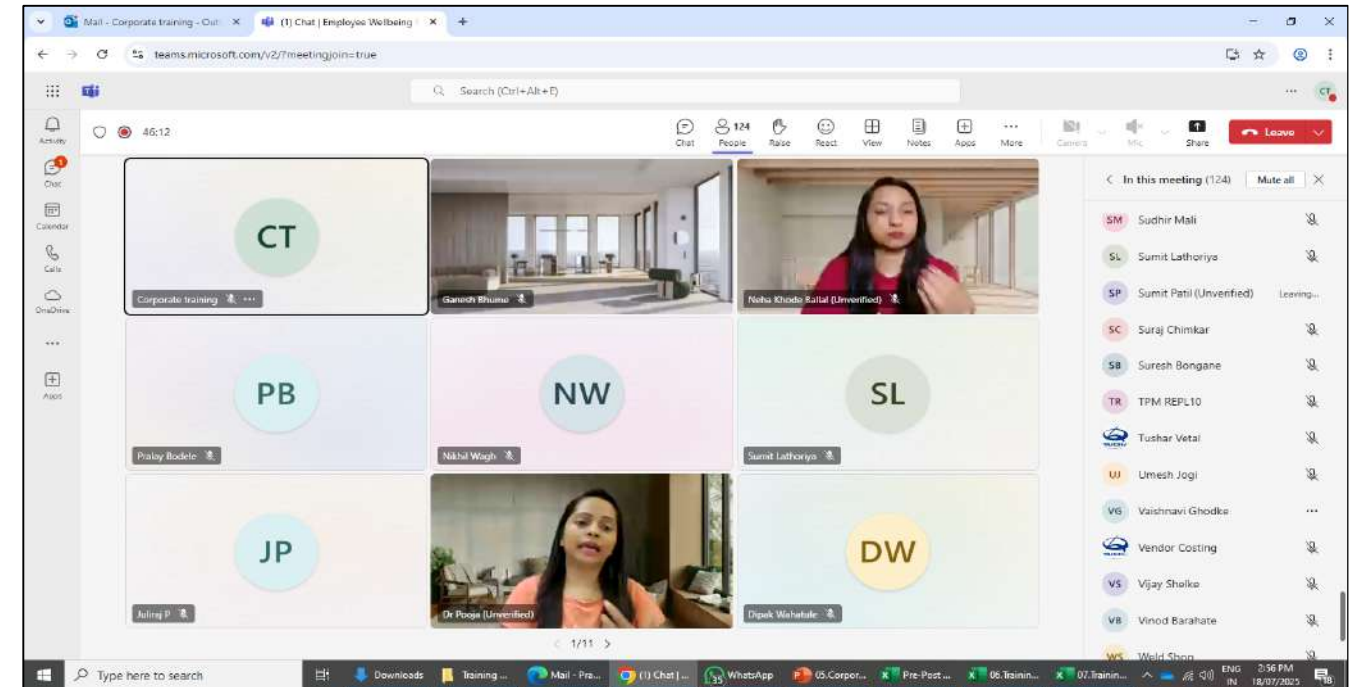 Mail - Corporate training - Out
(1) Chat | Employee Wellbeing
teams.microsoft.com/v2/?meetingjoin=true
Search (Ctrl+Alt+E)
CT
Activity
Chat
1
Calendar
Calls
OneDrive
Apps
46:12
Chat
124
People
Raise
React
View
Notes
Apps
More
Camera
Mic
Share
Leave
CT
Corporate training
Ganesh Bhume
Neha Khode Ballal (Unverified)
PB
Pralay Bodele
NW
Nikhil Wagh
SL
Sumit Lathoriya
JP
Juliraj P
Dr Pooja (Unverified)
DW
Dipak Wahatule
1/11
In this meeting (124)
Mute all
SM Sudhir Mali
SL Sumit Lathoriya
SP Sumit Patil (Unverified) Leaving...
SC Suraj Chimkar
SB Suresh Bongane
TR TPM REPL10
Tushar Vetal
UJ Umesh Jogi
VG Vaishnavi Ghodke
Vendor Costing
VS Vijay Shelke
VB Vinod Barahate
WS Weld Shop
Type here to search
Downloads
Training ...
Mail - Pra...
(1) Chat | ...
35
WhatsApp
05.Corpor...
Pre-Post ...
06.Trainin...
07.Trainin...
ENG
IN
2:56 PM
18/07/2025
18